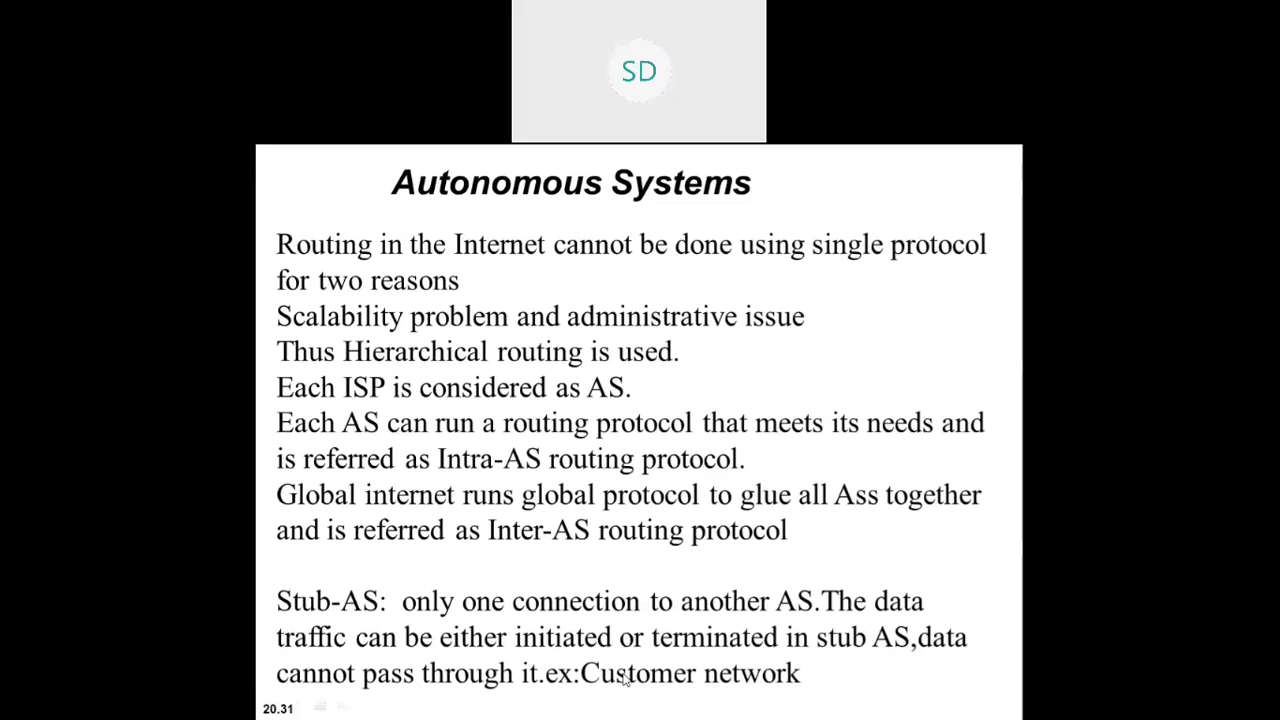 SD
Autonomous Systems
Routing in the Internet cannot be done using single protocol
for two reasons
Scalability problem and administrative issue
Thus Hierarchical routing is used.
Each ISP is considered as AS.
Each AS can run a routing protocol that meets its needs and
is referred as Intra-AS routing protocol.
Global internet runs global protocol to glue all Ass together
and is referred as Inter-AS routing protocol
Stub-AS: only one connection to another AS.The data
traffic can be either initiated or terminated in stub AS,data
cannot pass through it.ex:Customer network
20.31